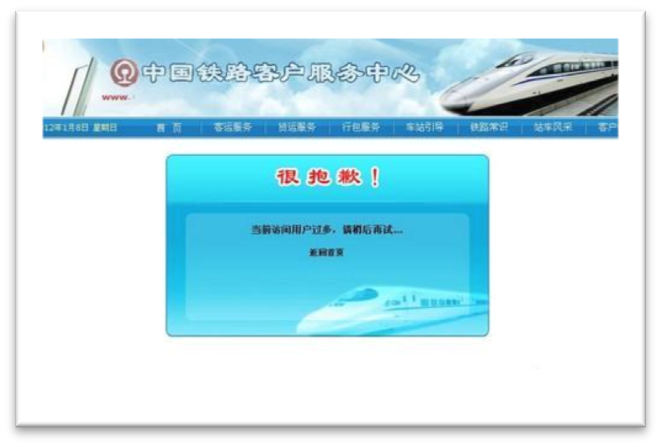 中国铁路客户服务中心
www.
12年1月8日 星期日 首 页 客运服务 货运服务 行包服务 车站引导 铁路常识 站车风采 客户
很 抱 歉 ！
当前访问用户过多，请稍后再试...
返回首页